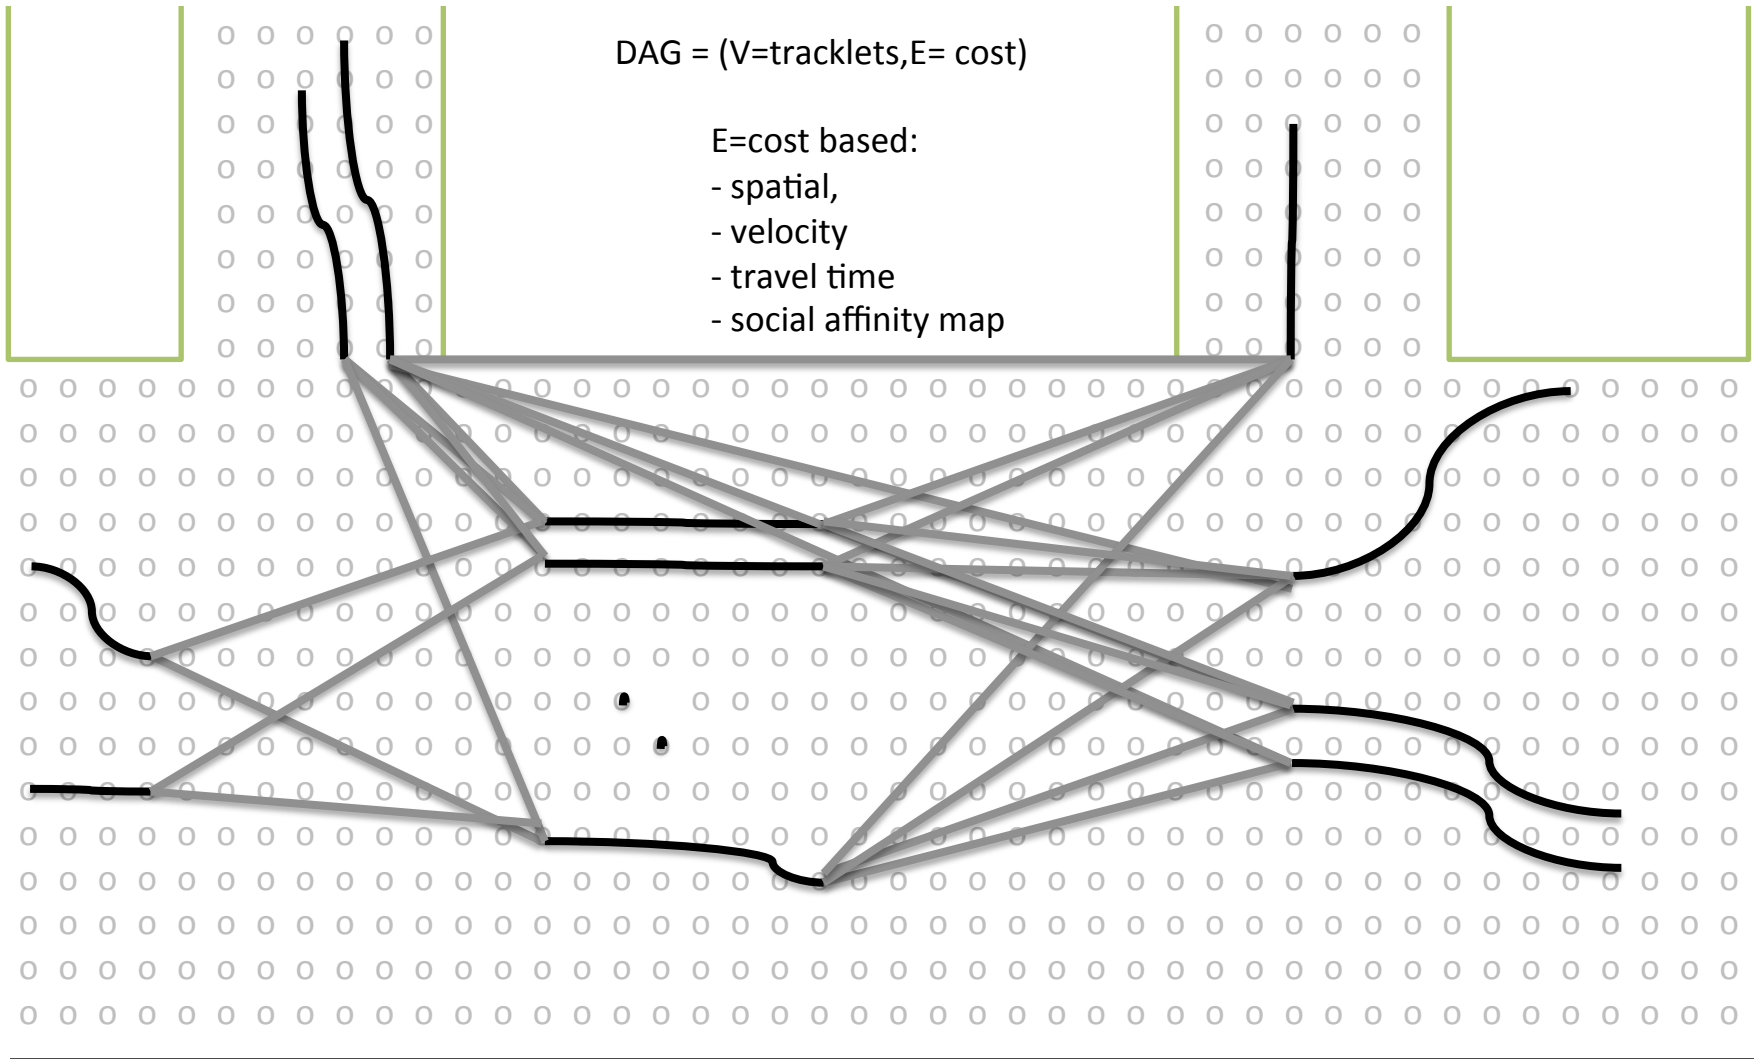 DAG = (V=tracklets,E= cost)
E=cost based:
- spatial,
- velocity
- travel time
- social affinity map